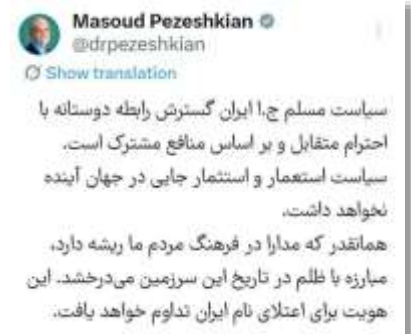 Masoud Pezeshkian
@drpezeshkian
Show translation
سیاست مسلم ج.ا ایران گسترش رابطه دوستانه با
احترام متقابل و بر اساس منافع مشترک است.
سیاست استعمار و استثمار جایی در جهان آینده
نخواهد داشت.
همانقدر که مدارا در فرهنگ مردم ما ریشه دارد،
مبارزه با ظلم در تاریخ این سرزمین می‌درخشد. این
هویت برای اعتلای نام ایران تداوم خواهد یافت.